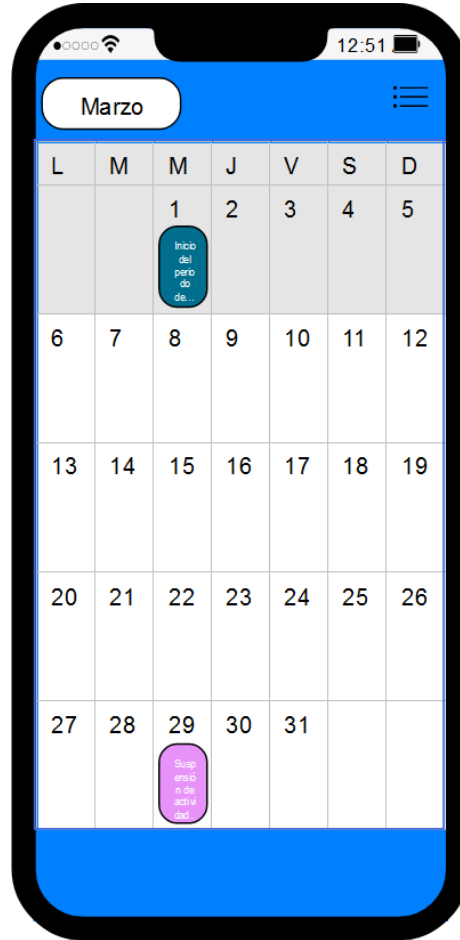 12:51
Marzo
L M M J V S D
1 2 3 4 5
Inicio
del
perio
do
de...
6 7 8 9 10 11 12
13 14 15 16 17 18 19
20 21 22 23 24 25 26
27 28 29 30 31
Susp
ensió
n de
activi
dad..